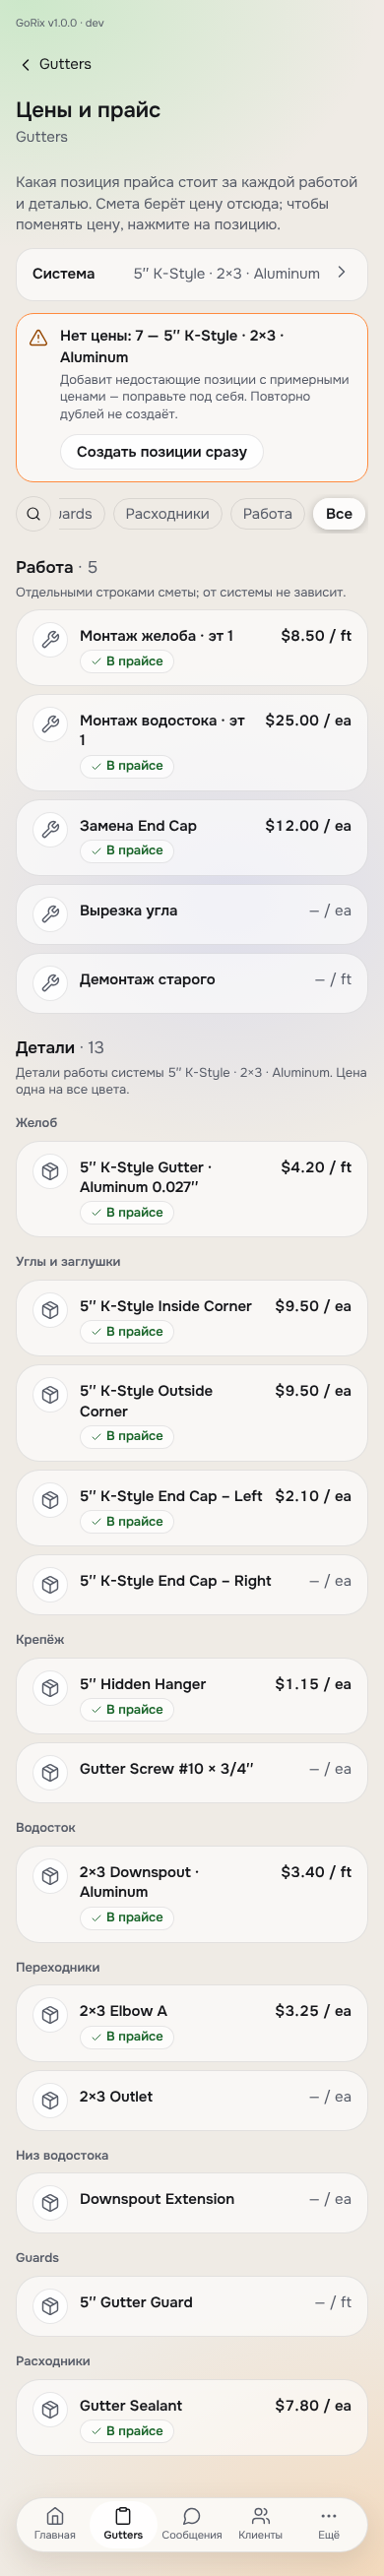 GoRix v1.0.0 · dev
Gutters
Цены и прайс
Gutters
Какая позиция прайса стоит за каждой работой
и деталью. Смета берёт цену отсюда; чтобы
поменять цену, нажмите на позицию.
Система 5″ K-Style · 2×3 · Aluminum
Нет цены: 7 — 5″ K-Style · 2×3 ·
Aluminum
Добавит недостающие позиции с примерными
ценами — поправьте под себя. Повторно
дублей не создаёт.
Создать позиции сразу
Расходники Работа Все
Работа · 5
Отдельными строками сметы; от системы не зависит.
Монтаж желоба · эт 1 $8.50 / ft
В прайсе
Монтаж водостока · эт $25.00 / ea
1
В прайсе
Замена End Cap $12.00 / ea
В прайсе
Вырезка угла — / ea
Демонтаж старого — / ft
Детали · 13
Детали работы системы 5″ K-Style · 2×3 · Aluminum. Цена
одна на все цвета.
Желоб
5″ K-Style Gutter · $4.20 / ft
Aluminum 0.027″
В прайсе
Углы и заглушки
5″ K-Style Inside Corner $9.50 / ea
В прайсе
5″ K-Style Outside $9.50 / ea
Corner
В прайсе
5″ K-Style End Cap – Left $2.10 / ea
В прайсе
5″ K-Style End Cap – Right — / ea
Крепёж
5″ Hidden Hanger $1.15 / ea
В прайсе
Gutter Screw #10 × 3/4″ — / ea
Водосток
2×3 Downspout · $3.40 / ft
Aluminum
В прайсе
Переходники
2×3 Elbow A $3.25 / ea
В прайсе
2×3 Outlet — / ea
Низ водостока
Downspout Extension — / ea
Guards
5″ Gutter Guard — / ft
Расходники
Gutter Sealant $7.80 / ea
В прайсе
Главная Gutters Сообщения Клиенты Ещё